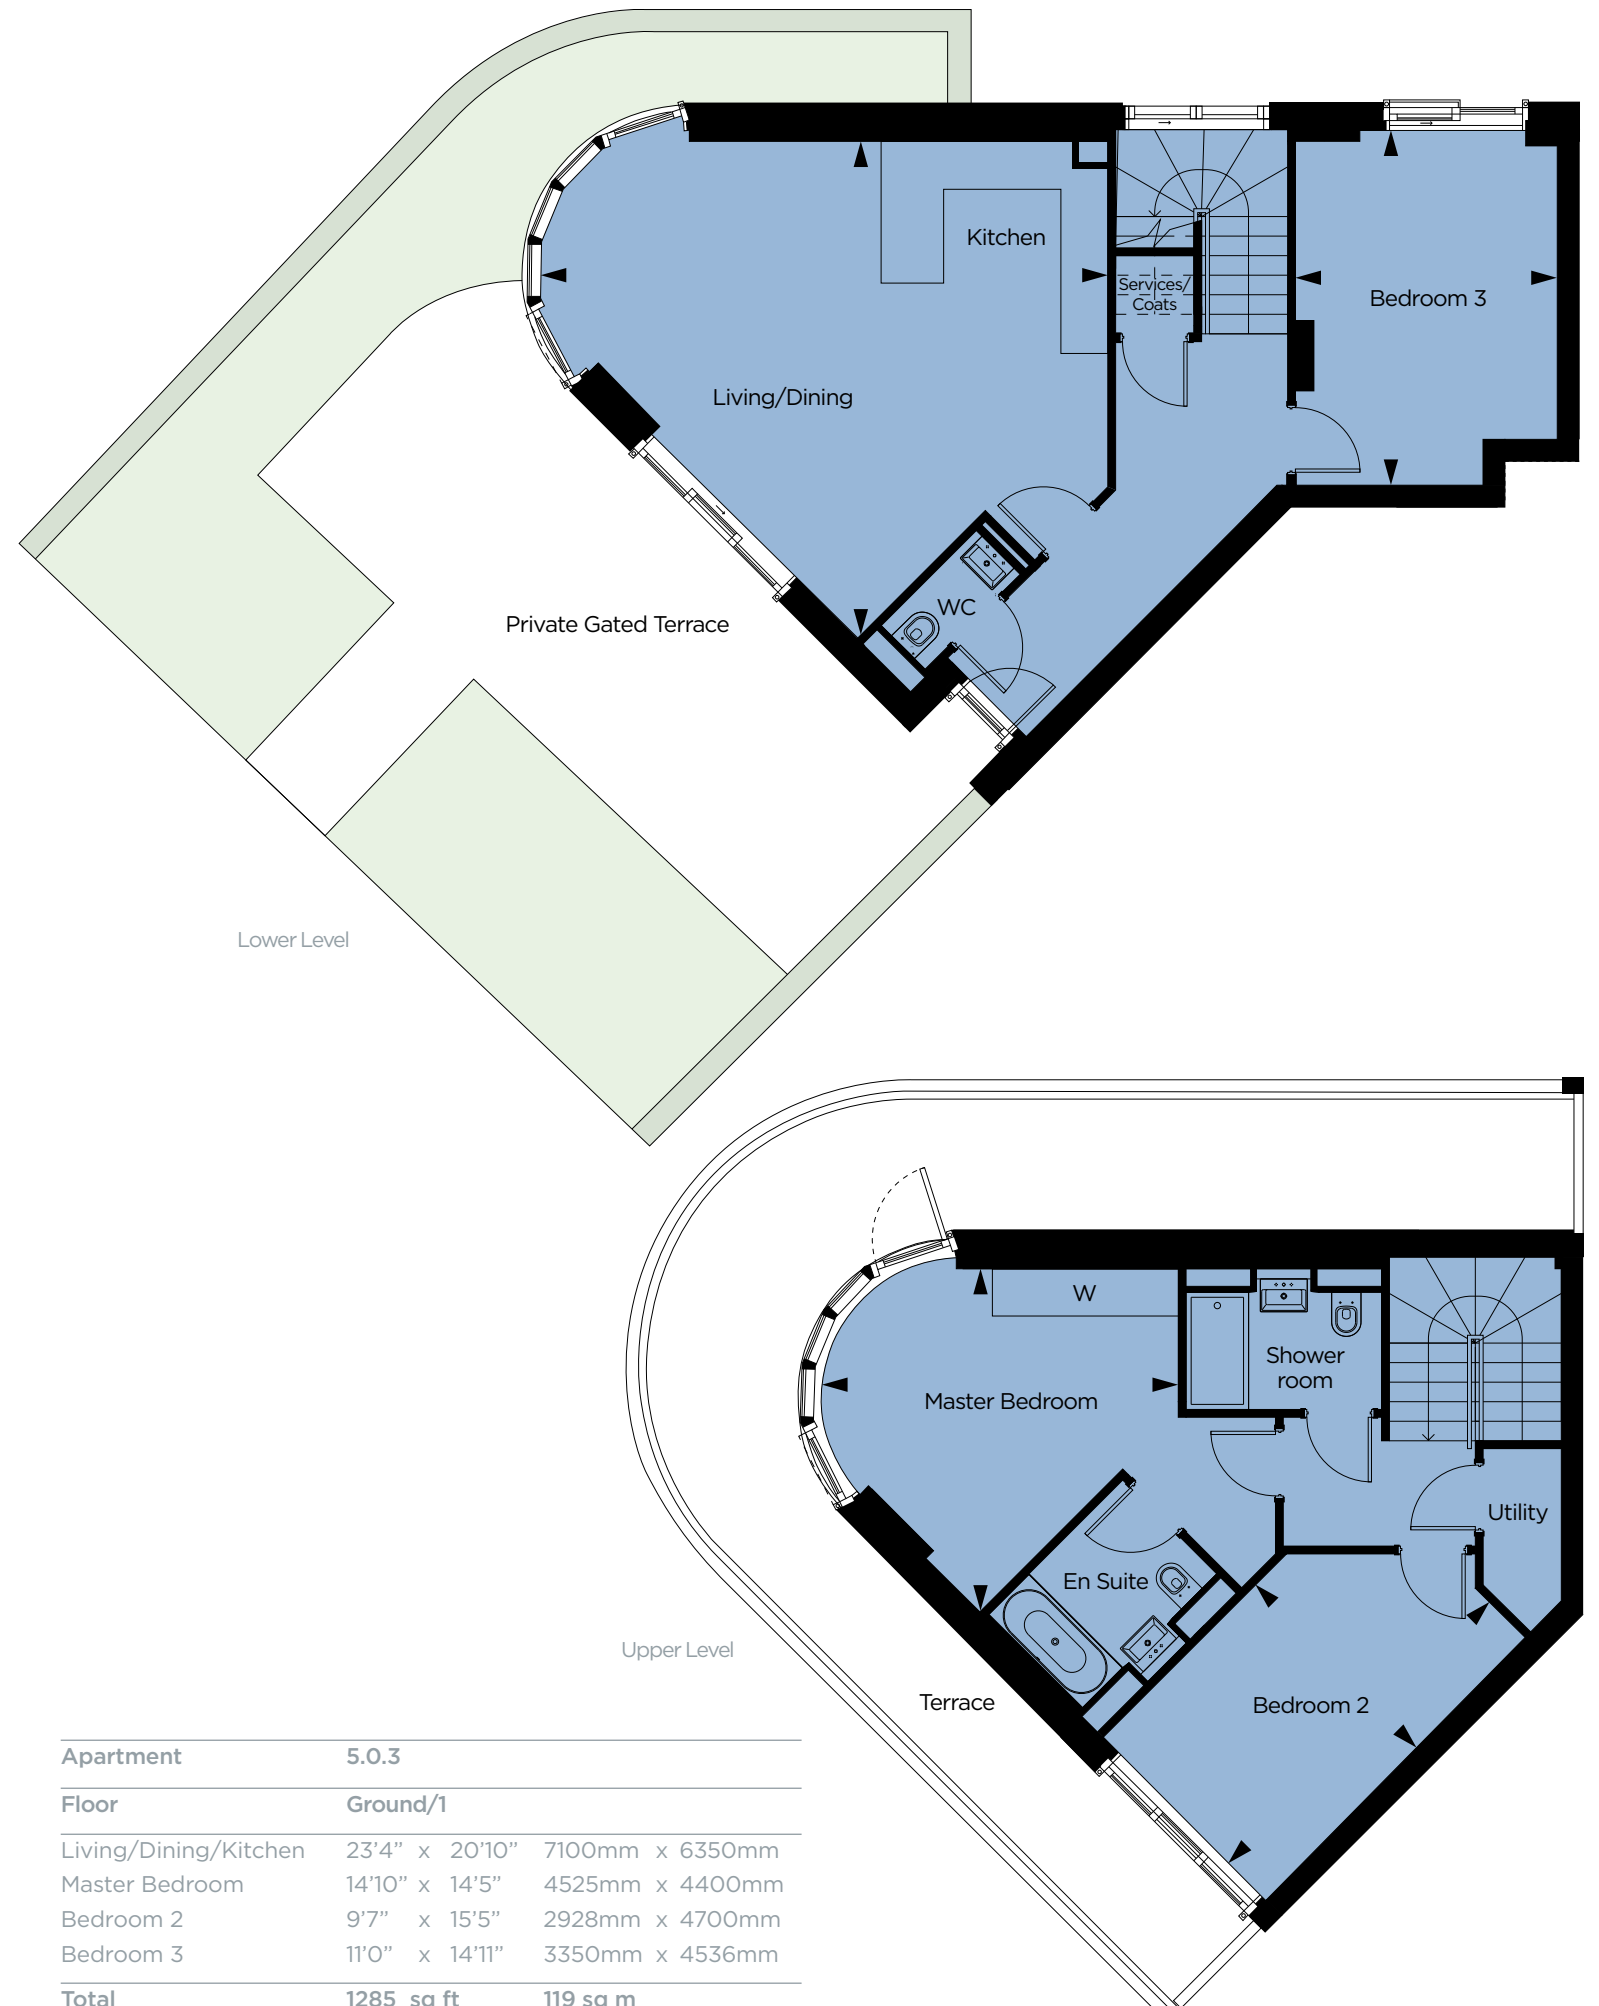 Kitchen
Services/
Coats
Bedroom 3
Living/Dining
WC
Private Gated Terrace
Lower Level
W
Shower
room
Master Bedroom
Utility
En Suite
Upper Level
Terrace
Bedroom 2
Apartment 5.0.3
Floor Ground/1
Living/Dining/Kitchen 23’4” x 20’10” 7100mm x 6350mm
Master Bedroom 14’10” x 14’5” 4525mm x 4400mm
Bedroom 2 9’7” x 15’5” 2928mm x 4700mm
Bedroom 3 11’0” x 14’11” 3350mm x 4536mm
Total 1285 sq ft 119 sq m